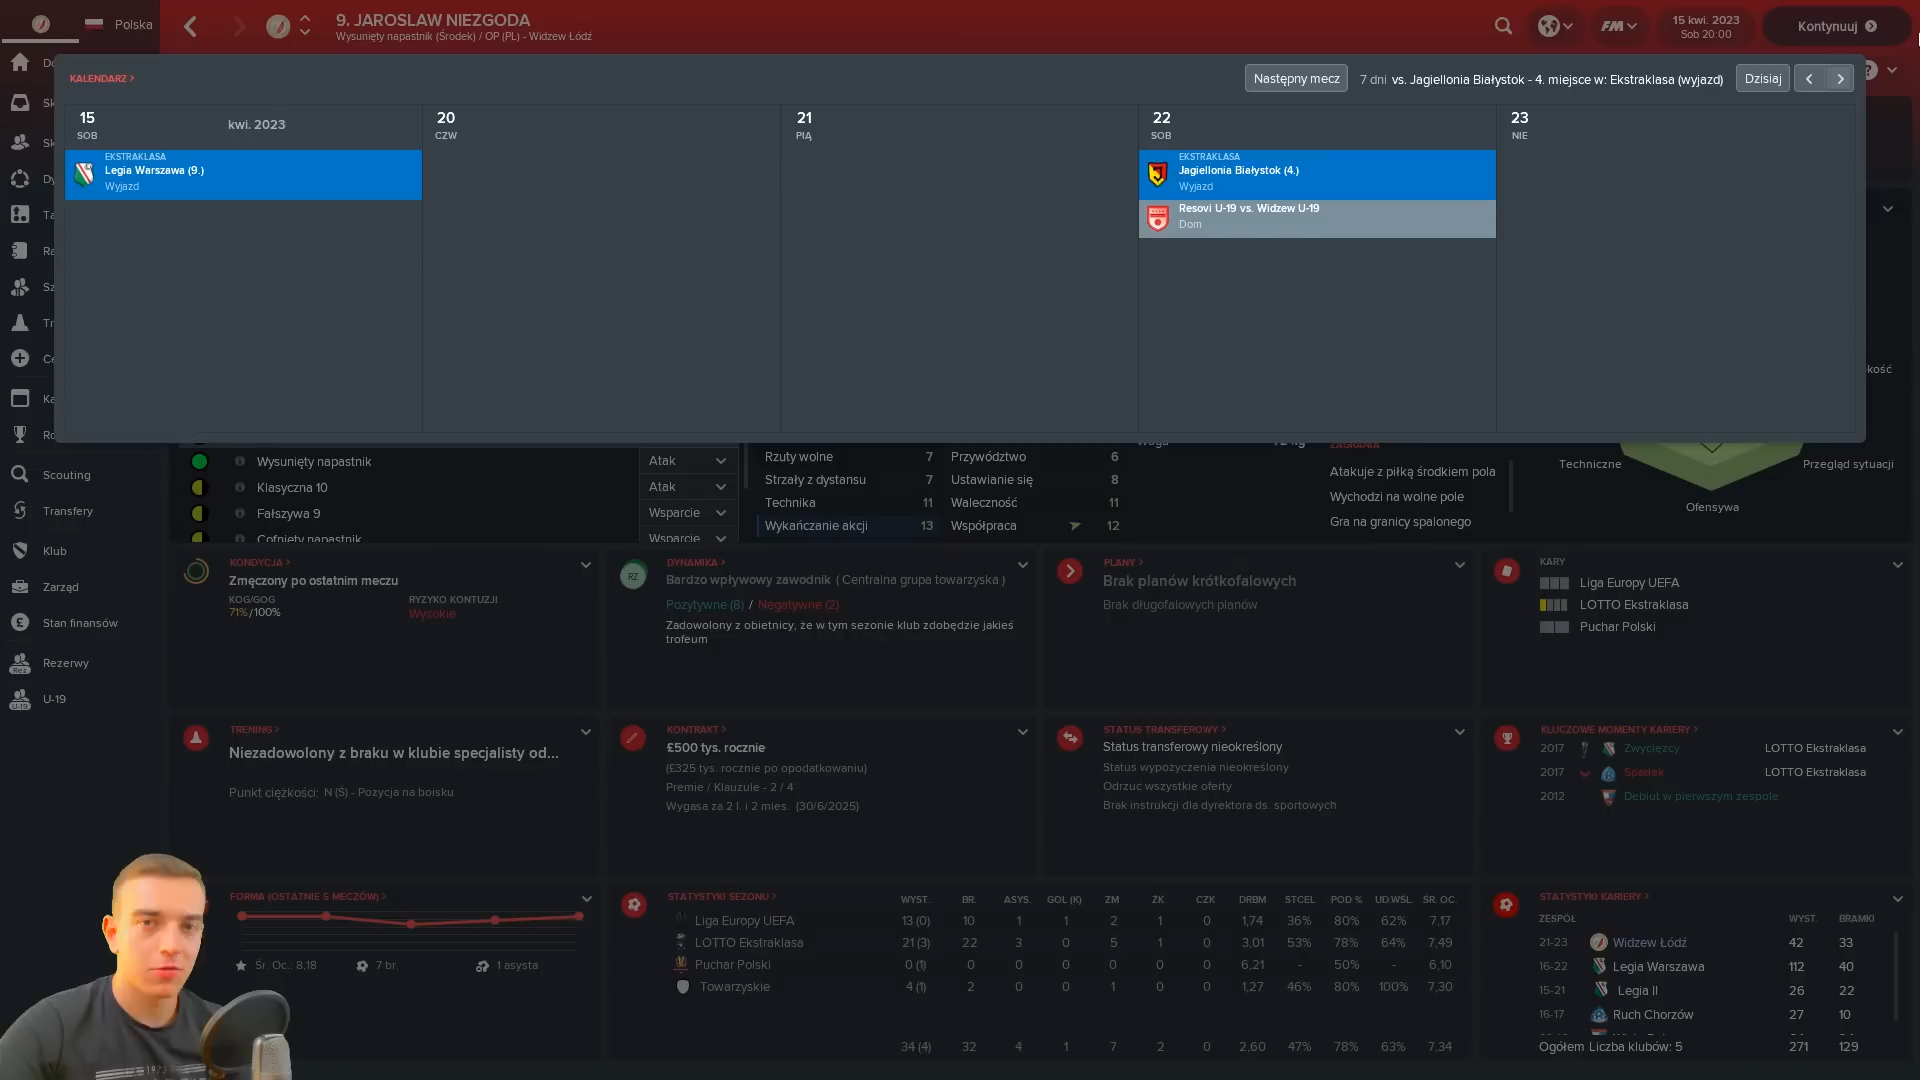 Polska
9. JAROSLAW NIEZGODA
Wysunięty napastnik (Środek) / OP (PL) - Widzew Łódź
FM
15 kwi. 2023
Sob 20:00
Kontynuuj
KALENDARZ >
Następny mecz
7 dni vs. Jagiellonia Białystok - 4. miejsce w: Ekstraklasa (wyjazd)
Dzisiaj
15
SOB
kwi. 2023
20
CZW
21
PIĄ
22
SOB
23
NIE
EKSTRAKLASA
Legia Warszawa (9.)
Wyjazd
EKSTRAKLASA
Jagiellonia Białystok (4.)
Wyjazd
Resovi U-19 vs. Widzew U-19
Dom
Do
Sk
Sk
Dy
Ta
Ra
Sz
Tr
Ce
Ka
Ro
Scouting
Transfery
Klub
Zarząd
Stan finansów
Rezerwy
U-19
kość
Wysunięty napastnik Atak
Klasyczna 10 Atak
Fałszywa 9 Wsparcie
Cofnięty napastnik Wsparcie
Rzuty wolne 7
Strzały z dystansu 7
Technika 11
Wykańczanie akcji 13
Przywództwo 6
Ustawianie się 8
Waleczność 11
Współpraca 12
ZAGRANIA
Atakuje z piłką środkiem pola
Wychodzi na wolne pole
Gra na granicy spalonego
Techniczne
Przegląd sytuacji
Ofensywa
KONDYCJA >
Zmęczony po ostatnim meczu
KOG/GOG
71%/100%
RYZYKO KONTUZJI
Wysokie
RZ
DYNAMIKA >
Bardzo wpływowy zawodnik ( Centralna grupa towarzyska )
Pozytywne (8) / Negatywne (2)
Zadowolony z obietnicy, że w tym sezonie klub zdobędzie jakieś
trofeum
PLANY >
Brak planów krótkofalowych
Brak długofalowych planów
KARY
Liga Europy UEFA
LOTTO Ekstraklasa
Puchar Polski
TRENING >
Niezadowolony z braku w klubie specjalisty od...
Punkt ciężkości: N (Ś) - Pozycja na boisku
KONTRAKT >
£500 tys. rocznie
(£325 tys. rocznie po opodatkowaniu)
Premie / Klauzule - 2 / 4
Wygasa za 2 l. i 2 mies. (30/6/2025)
STATUS TRANSFEROWY >
Status transferowy nieokreślony
Status wypożyczenia nieokreślony
Odrzuć wszystkie oferty
Brak instrukcji dla dyrektora ds. sportowych
KLUCZOWE MOMENTY KARIERY >
2017 Zwycięzcy LOTTO Ekstraklasa
2017 Spadek LOTTO Ekstraklasa
2012 Debiut w pierwszym zespole
FORMA (OSTATNIE 5 MECZÓW) >
Śr. Oc.: 8,18
7 br.
1 asysta
STATYSTYKI SEZONU > WYST. BR. ASYS. GOL (K) ZM ŻK CZK DRBM STCEL POD % UD.WŚL. ŚR. OC.
Liga Europy UEFA 13 (0) 10 1 1 2 1 0 1,74 36% 80% 62% 7,17
LOTTO Ekstraklasa 21 (3) 22 3 0 5 1 0 3,01 53% 78% 64% 7,49
Puchar Polski 0 (1) 0 0 0 0 0 0 6,21 - 50% - 6,10
Towarzyskie 4 (1) 2 0 0 1 0 0 1,27 46% 80% 100% 7,30
34 (4) 32 4 1 7 2 0 2,60 47% 78% 63% 7,34
STATYSTYKI KARIERY >
ZESPÓŁ WYST. BRAMKI
21-23 Widzew Łódź 42 33
16-22 Legia Warszawa 112 40
15-21 Legia II 26 22
16-17 Ruch Chorzów 27 10
Ogółem Liczba klubów: 5 271 129